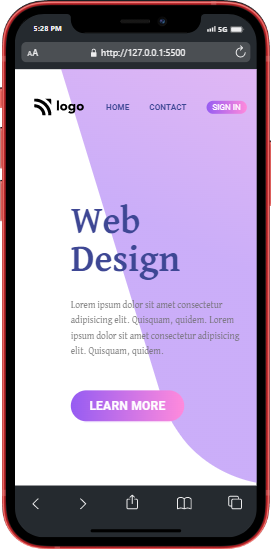 5:28 PM
5G
AA
http://127.0.0.1:5500
logo
HOME
CONTACT
SIGN IN
Web
Design
Lorem ipsum dolor sit amet consectetur
adipisicing elit. Quisquam, quidem. Lorem
ipsum dolor sit amet consectetur adipisicing
elit. Quisquam, quidem.
LEARN MORE